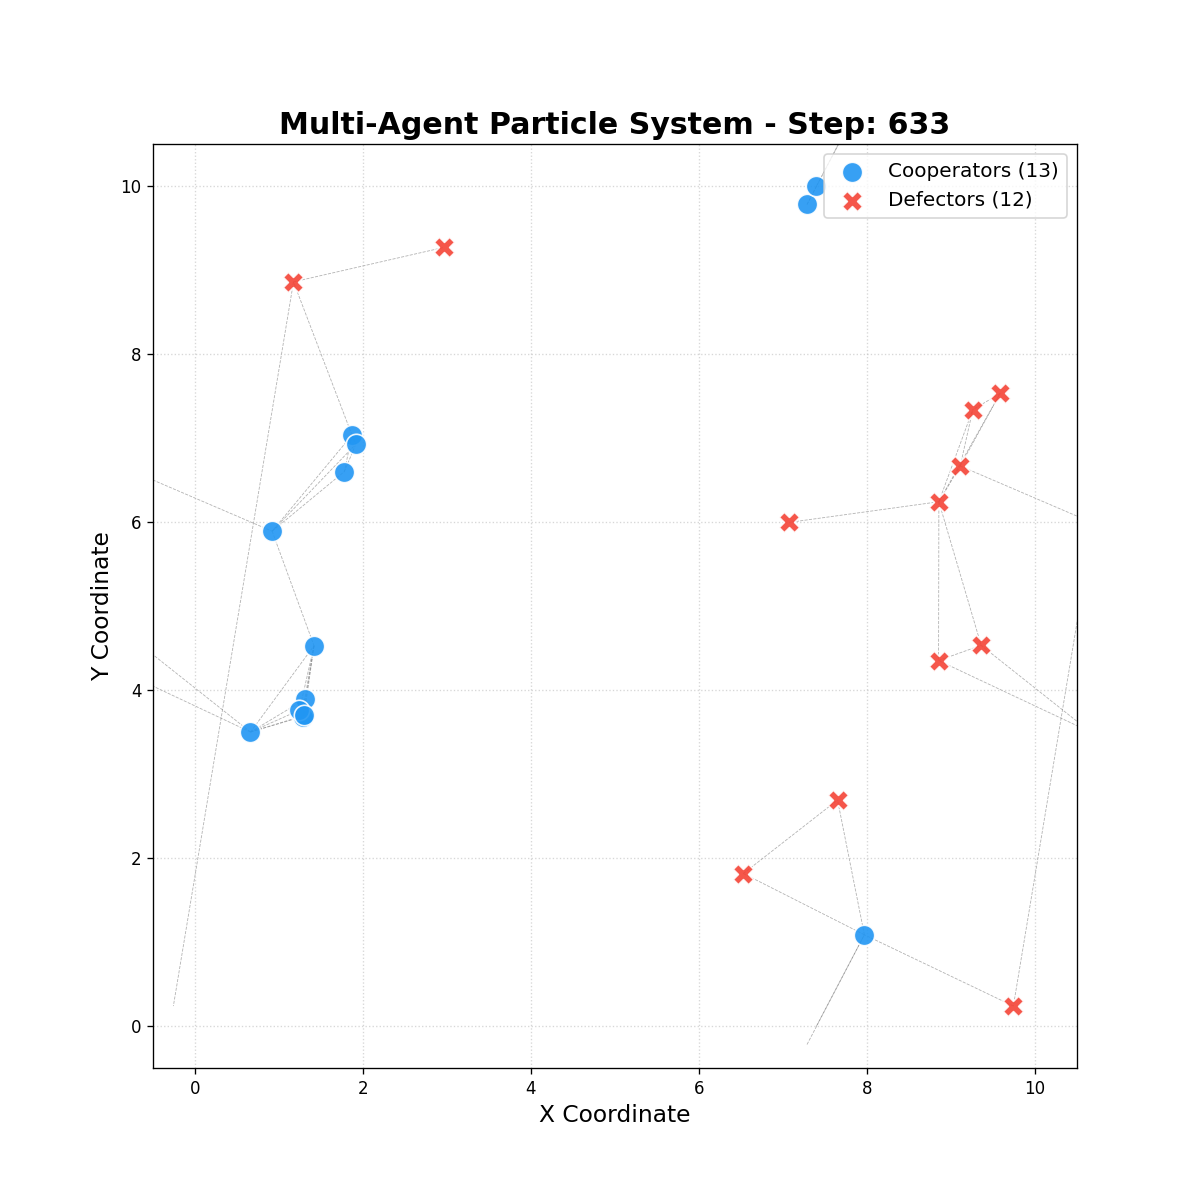 Multi-Agent Particle System - Step: 633
Cooperators (13)
Defectors (12)
10
8
6
4
2
0
Y Coordinate
0 2 4 6 8 10
X Coordinate